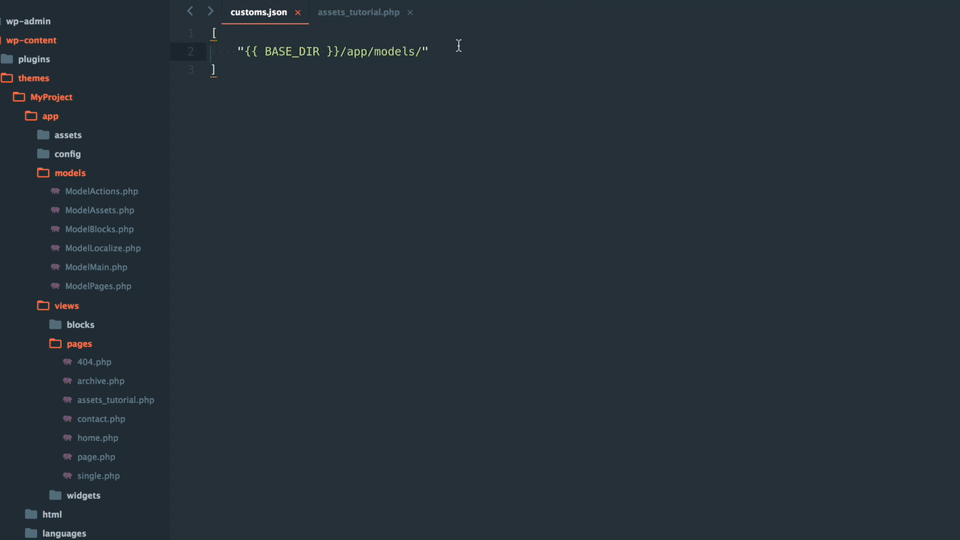 wp-admin
wp-content
plugins
themes
MyProject
app
assets
config
models
ModelActions.php
ModelAssets.php
ModelBlocks.php
ModelLocalize.php
ModelMain.php
ModelPages.php
views
blocks
pages
404.php
archive.php
assets_tutorial.php
contact.php
home.php
page.php
single.php
widgets
html
languages
customs.json × assets_tutorial.php ×
1 [
2 "{{ BASE_DIR }}/app/models/"
3 ]